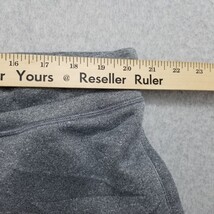 16 17 18 19 20 21 22 23
r Yours @ Reseller Ruler